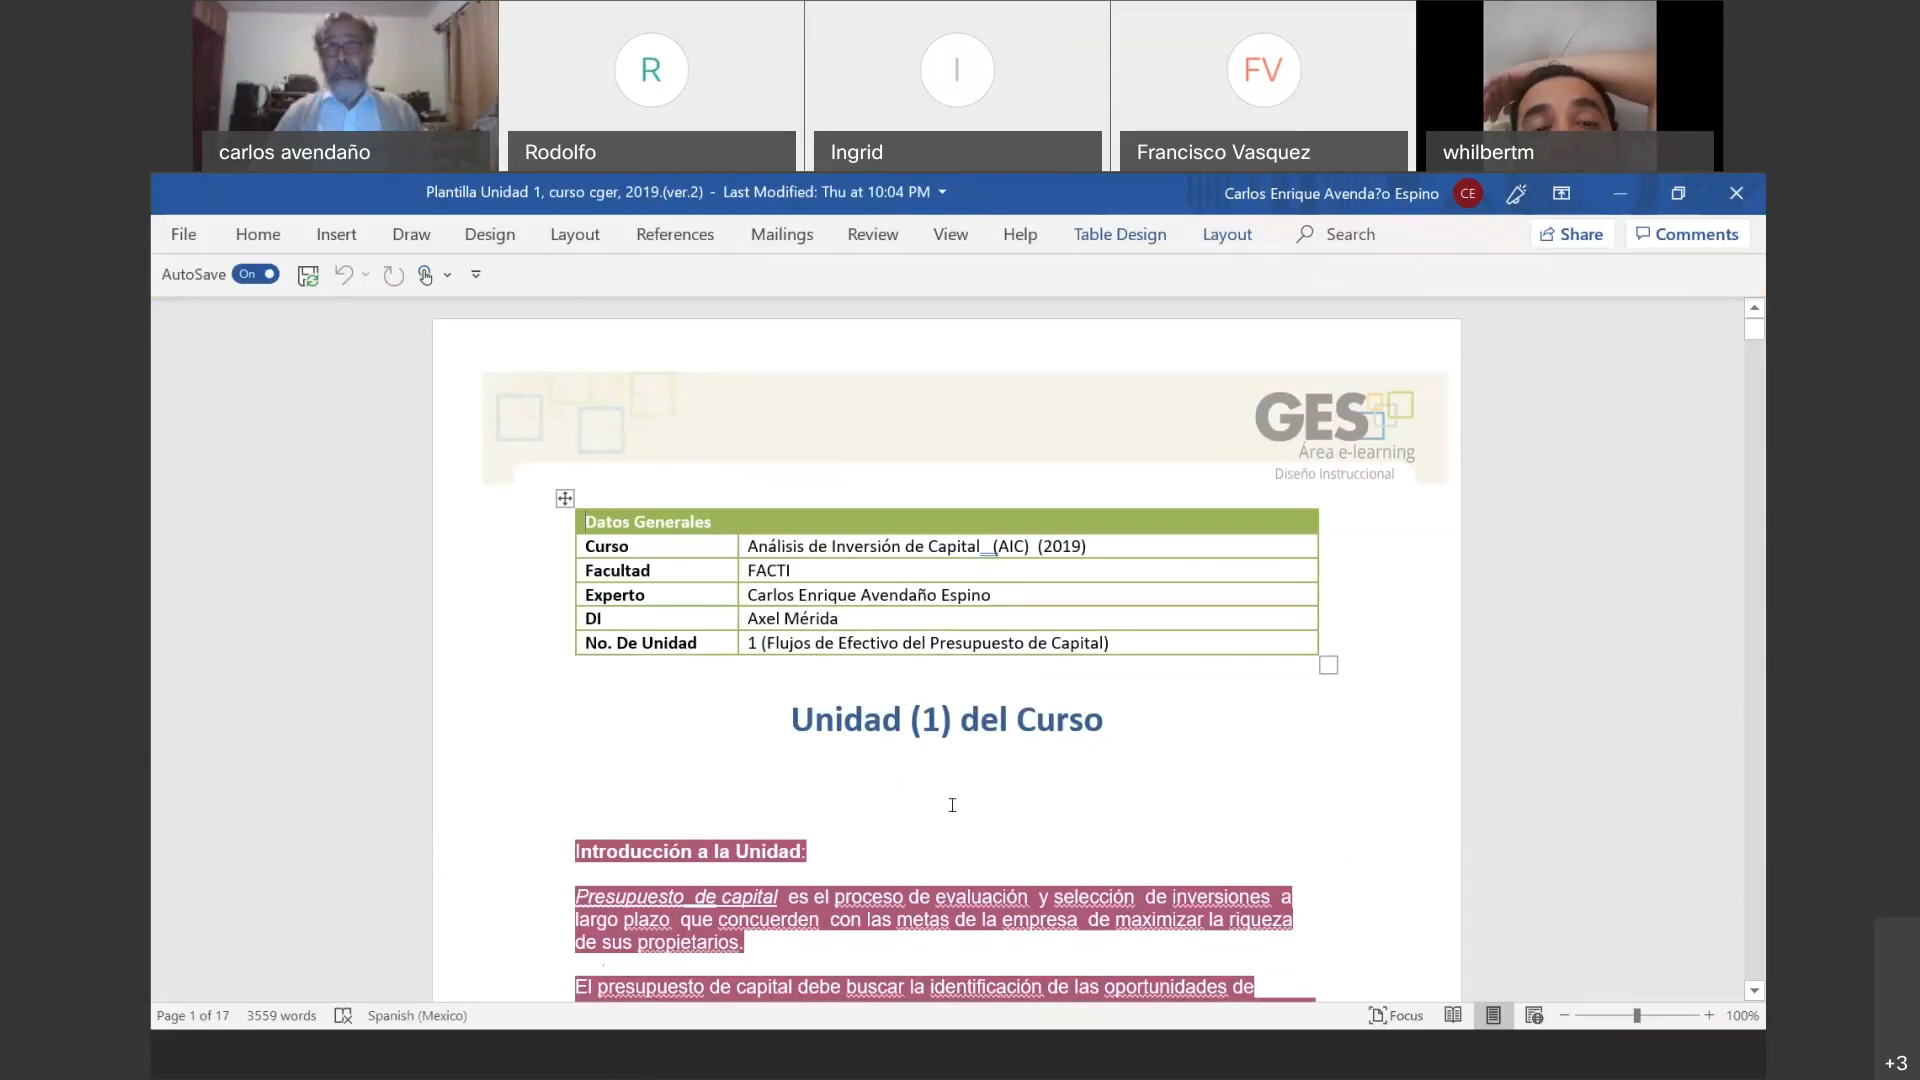 R
I
FV
carlos avendaño
Rodolfo
Ingrid
Francisco Vasquez
whilbertm
Plantilla Unidad 1, curso cger, 2019.(ver.2) - Last Modified: Thu at 10:04 PM
Carlos Enrique Avenda?o Espino
CE
File Home Insert Draw Design Layout References Mailings Review View Help Table Design Layout Search Share Comments
AutoSave On
GES
Área e-learning
Diseño Instruccional
Datos Generales
Curso Análisis de Inversión de Capital (AIC) (2019)
Facultad FACTI
Experto Carlos Enrique Avendaño Espino
DI Axel Mérida
No. De Unidad 1 (Flujos de Efectivo del Presupuesto de Capital)
Unidad (1) del Curso
Introducción a la Unidad:
Presupuesto de capital es el proceso de evaluación y selección de inversiones a
largo plazo que concuerden con las metas de la empresa de maximizar la riqueza
de sus propietarios.
El presupuesto de capital debe buscar la identificación de las oportunidades de
Page 1 of 17 3559 words Spanish (Mexico) Focus 100%
+3